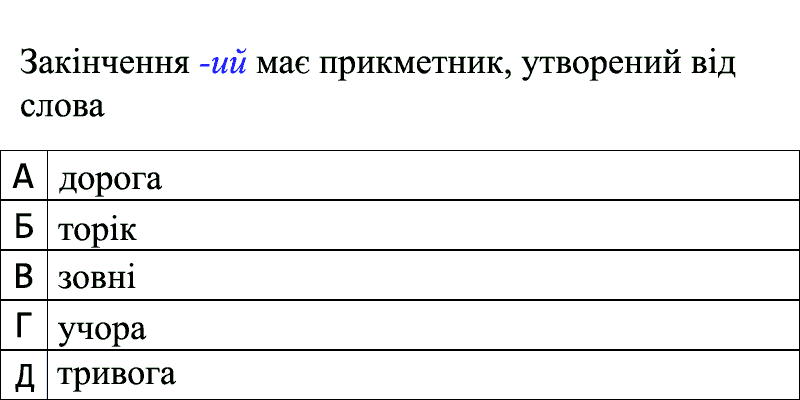 Закінчення -ий має прикметник, утворений від
слова
А дорога
Б торік
В зовні
Г учора
Д тривога